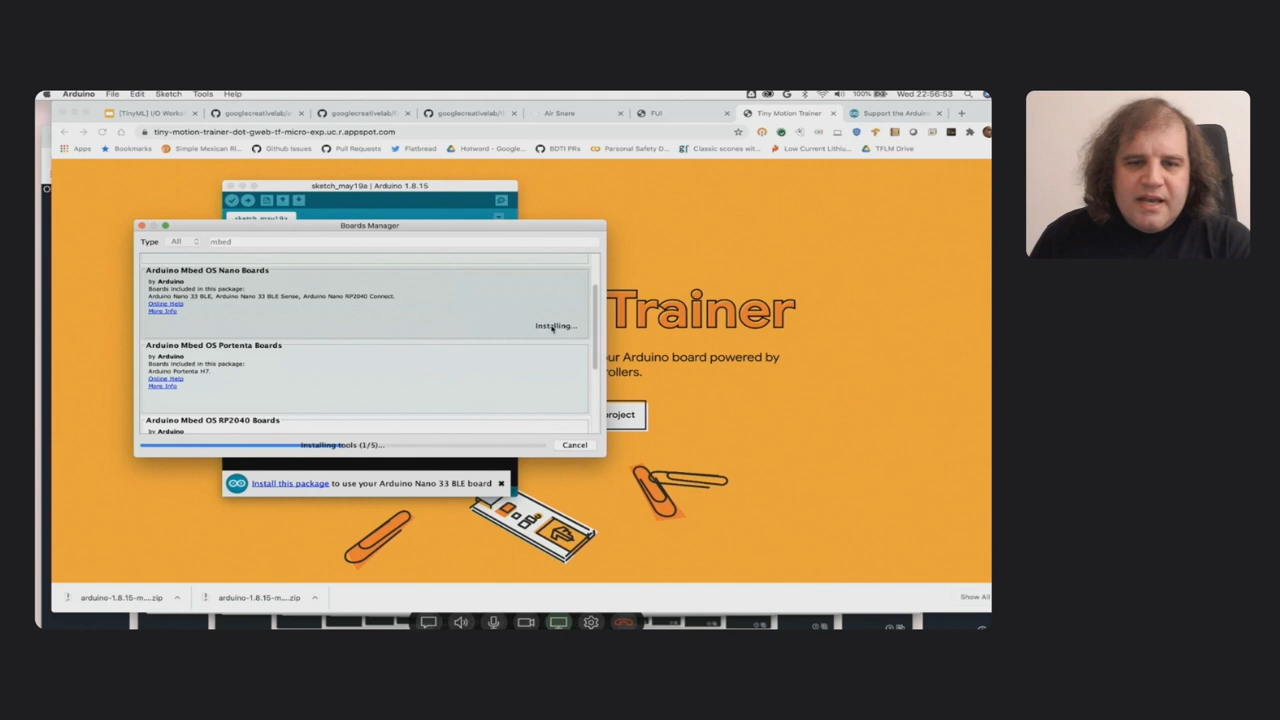 Arduino File Edit Sketch Tools Help
100% Wed 22:56:53
[TinyML] I/O Works
googlecreativelab/
googlecreativelab/
googlecreativelab/
Air Snare
FUI
Tiny Motion Trainer
Support the Arduino
tiny-motion-trainer-dot-gweb-tf-micro-exp.uc.r.appspot.com
Apps
Bookmarks
Simple Mexican Ri...
Github Issues
Pull Requests
Flatbread
Hotword - Google...
BDTI PRs
Personal Safety D...
Classic scores wit...
Low Current Lithiu...
TFLM Drive
sketch_may19a | Arduino 1.8.15
sketch_may19a
Boards Manager
Type All mbed
Arduino Mbed OS Nano Boards
by Arduino
Boards included in this package:
Arduino Nano 33 BLE, Arduino Nano 33 BLE Sense, Arduino Nano RP2040 Connect.
Online Help
More Info
Installing...
Arduino Mbed OS Portenta Boards
by Arduino
Boards included in this package:
Arduino Portenta H7.
Online Help
More Info
Arduino Mbed OS RP2040 Boards
by Arduino
Installing tools (1/5)...
Cancel
Trainer
ur Arduino board powered by
rollers.
project
Install this package to use your Arduino Nano 33 BLE board
arduino-1.8.15-m....zip
arduino-1.8.15-m....zip
Show All